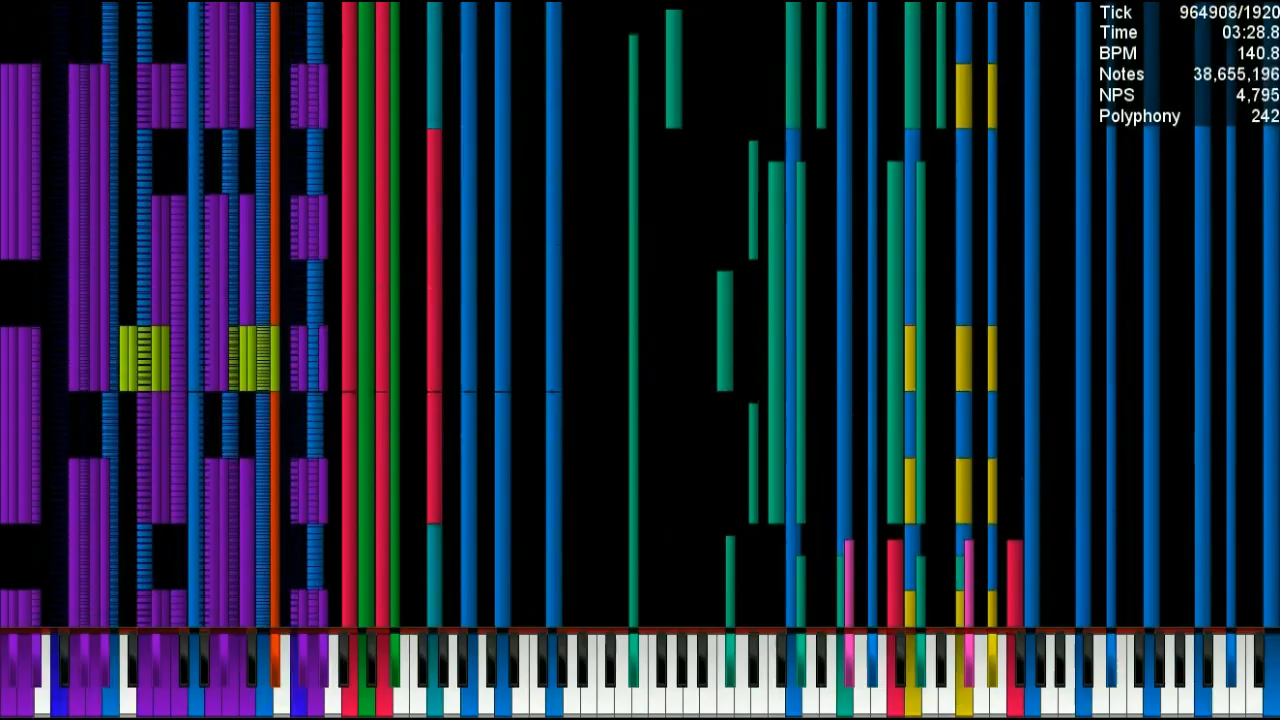 Tick 964908/1920
Time 03:28.8
BPM 140.8
Notes 38,655,196
NPS 4,795
Polyphony 242